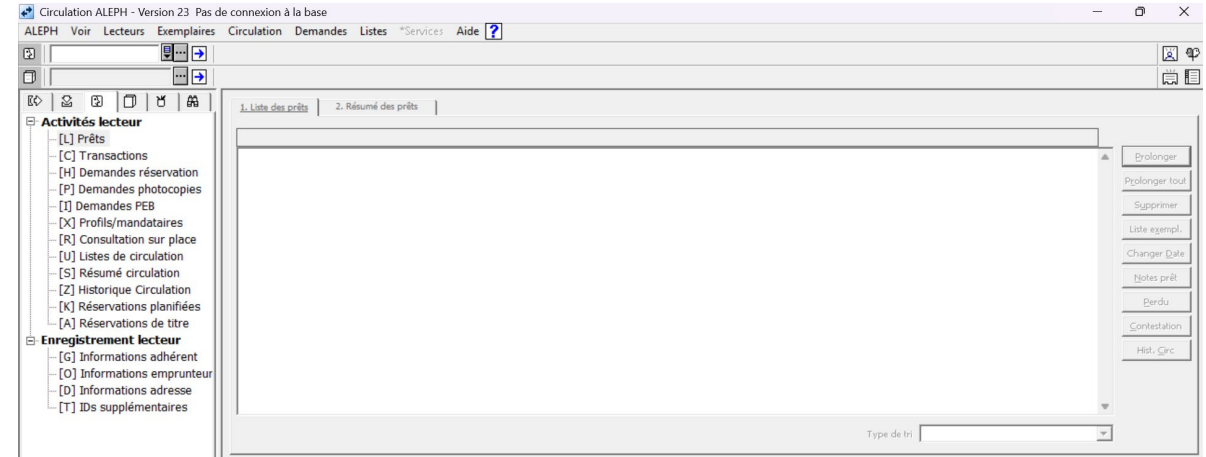 Circulation ALEPH - Version 23 Pas de connexion à la base
ALEPH Voir Lecteurs Exemplaires Circulation Demandes Listes *Services Aide ?
1. Liste des prêts 2. Résumé des prêts
Activités lecteur
[L] Prêts
[C] Transactions
[H] Demandes réservation
[P] Demandes photocopies
[I] Demandes PEB
[X] Profils/mandataires
[R] Consultation sur place
[U] Listes de circulation
[S] Résumé circulation
[Z] Historique Circulation
[K] Réservations planifiées
[A] Réservations de titre
Enregistrement lecteur
[G] Informations adhérent
[O] Informations emprunteur
[D] Informations adresse
[T] IDs supplémentaires
Prolonger
Prolonger tout
Supprimer
Liste exempl.
Changer Date
Notes prêt
Perdu
Contestation
Hist. Circ
Type de tri